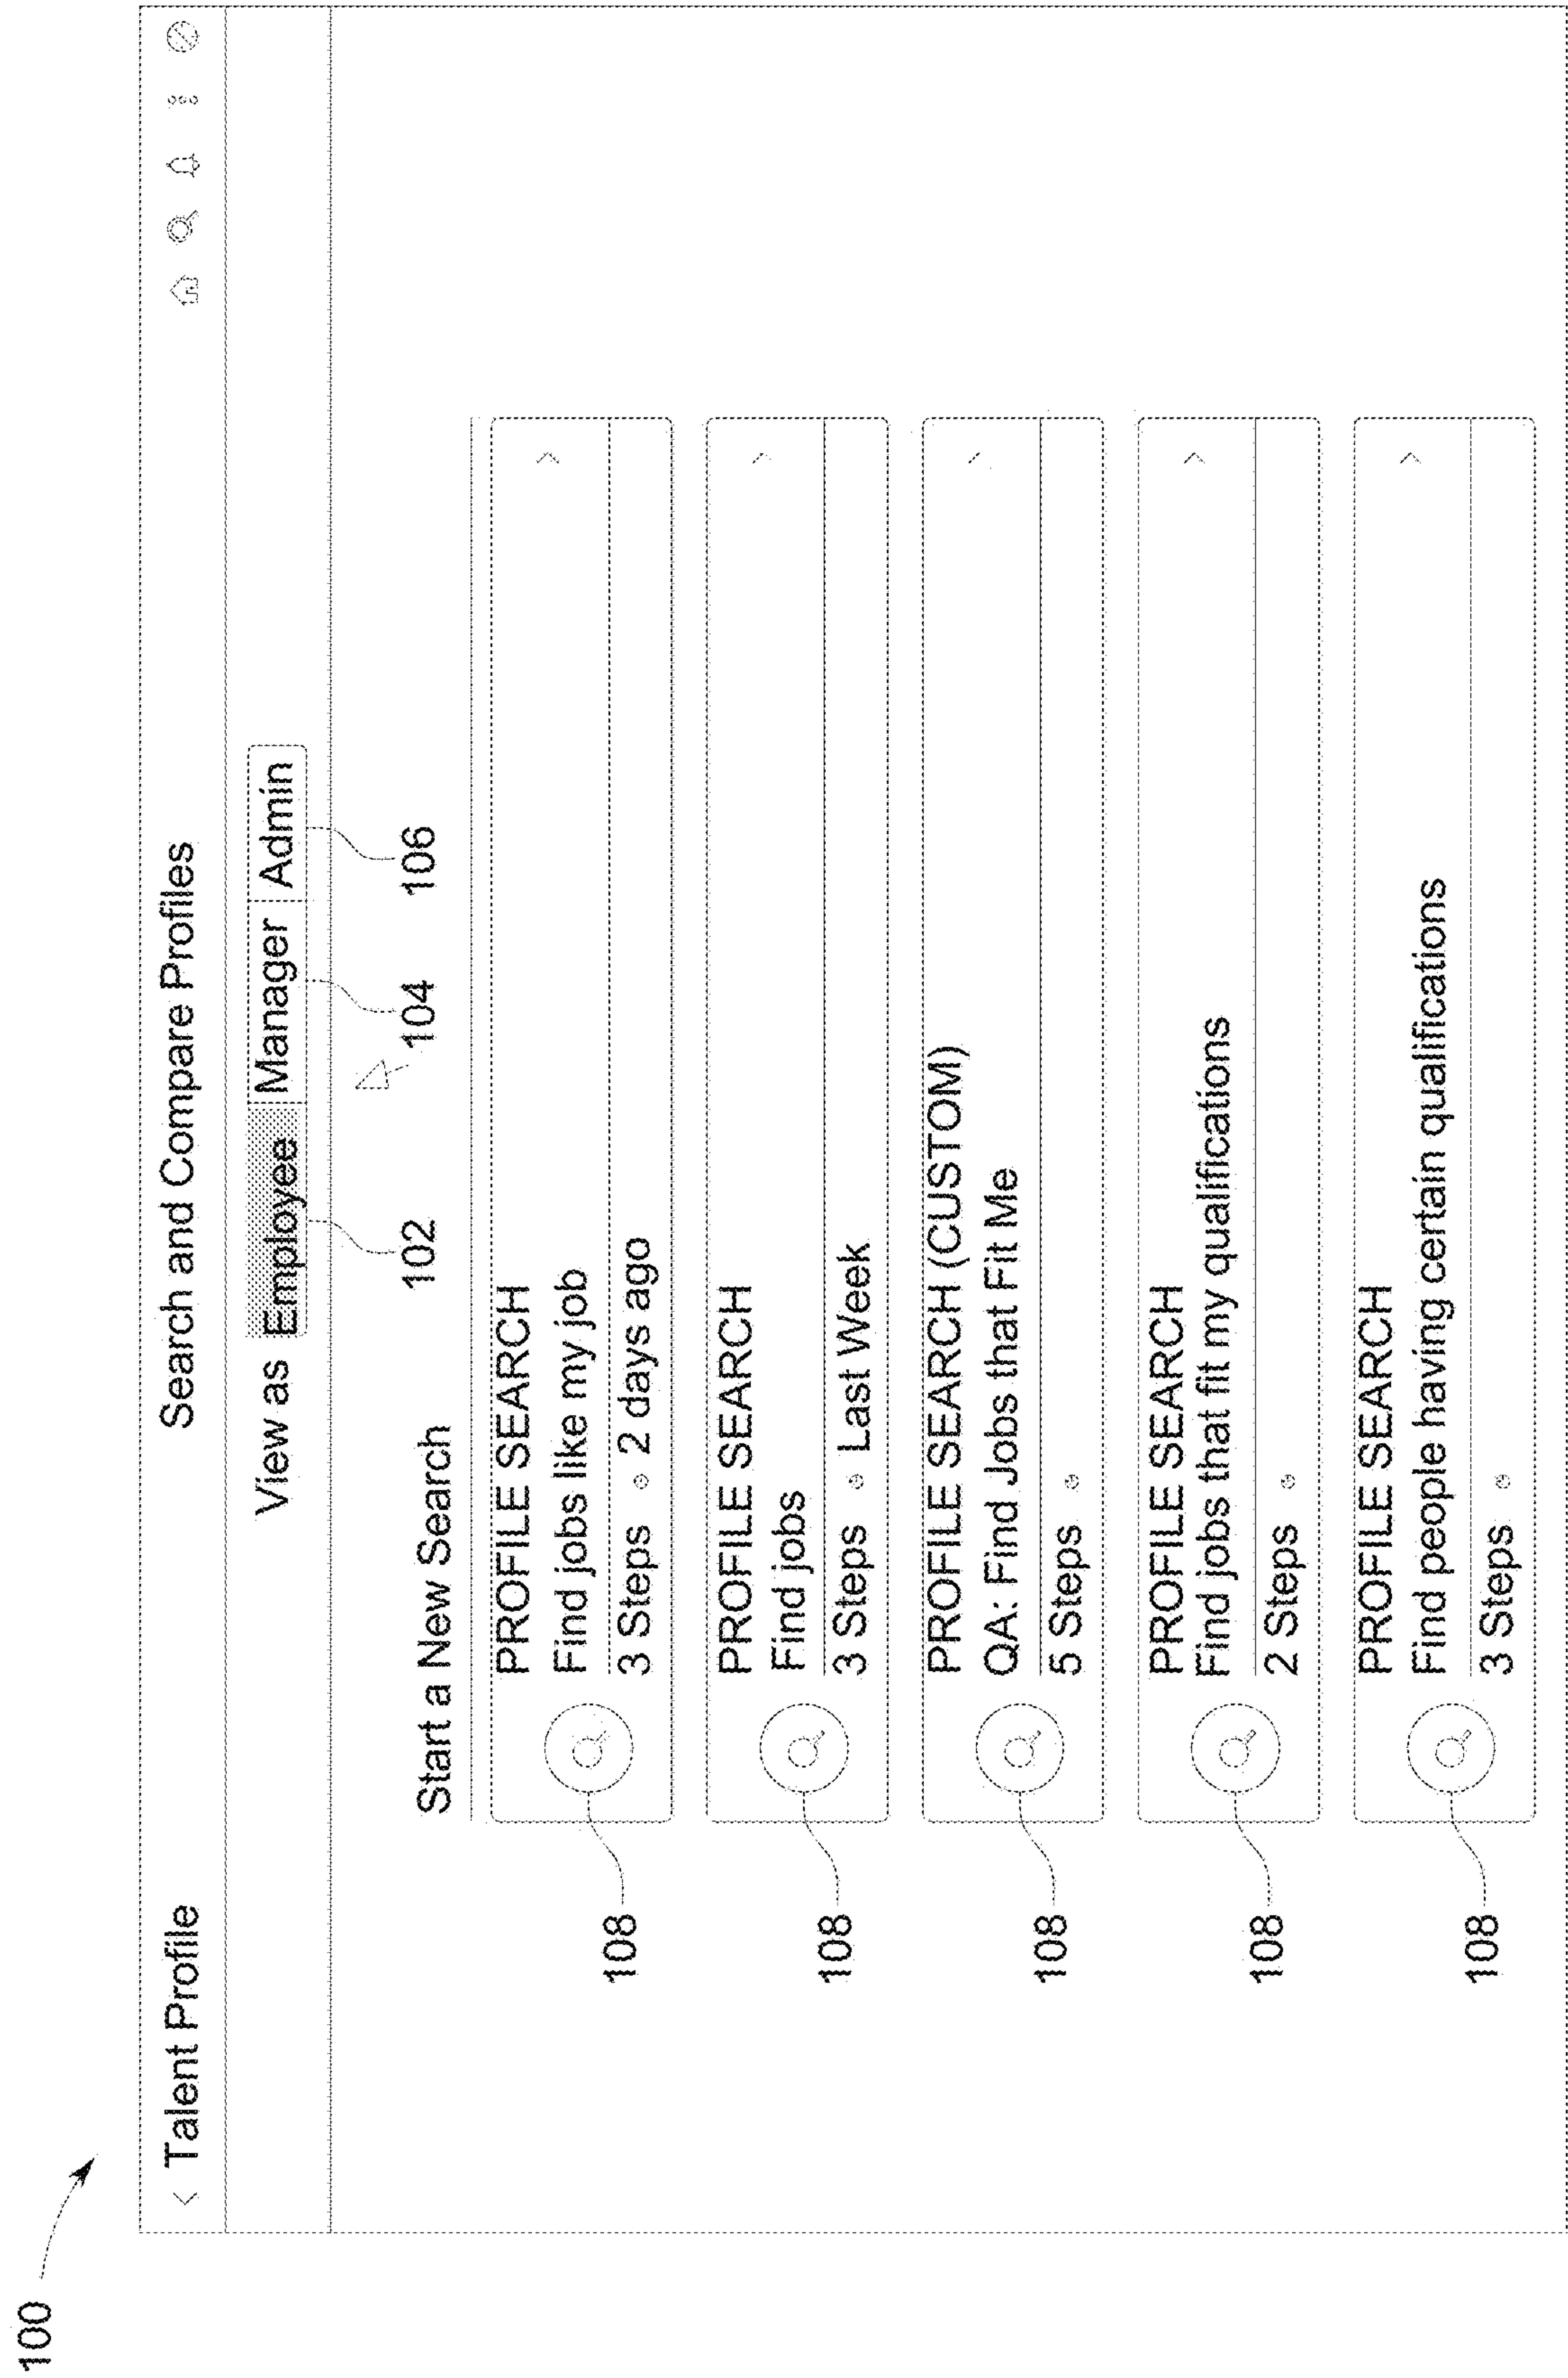 100
< Talent Profile Search and Compare Profiles
View as Employee Manager Admin
102 104 106
Start a New Search
PROFILE SEARCH
Find jobs like my job
3 Steps 2 days ago
108
PROFILE SEARCH
Find jobs
3 Steps Last Week
108
PROFILE SEARCH (CUSTOM)
QA: Find Jobs that Fit Me
5 Steps
108
PROFILE SEARCH
Find jobs that fit my qualifications
2 Steps
108
PROFILE SEARCH
Find people having certain qualifications
3 Steps
108